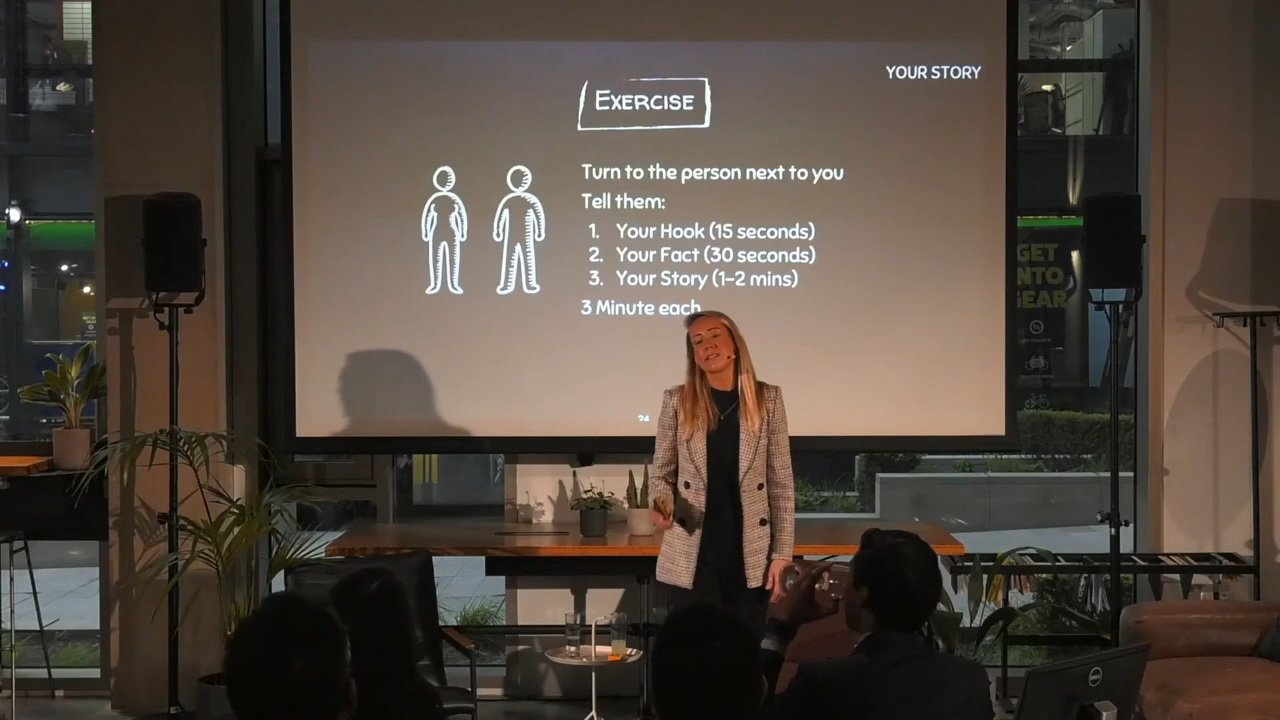 YOUR STORY
EXERCISE
Turn to the person next to you
Tell them:
1. Your Hook (15 seconds)
2. Your Fact (30 seconds)
3. Your Story (1-2 mins)
3 Minute each
24
GET
INTO
GEAR
DELL